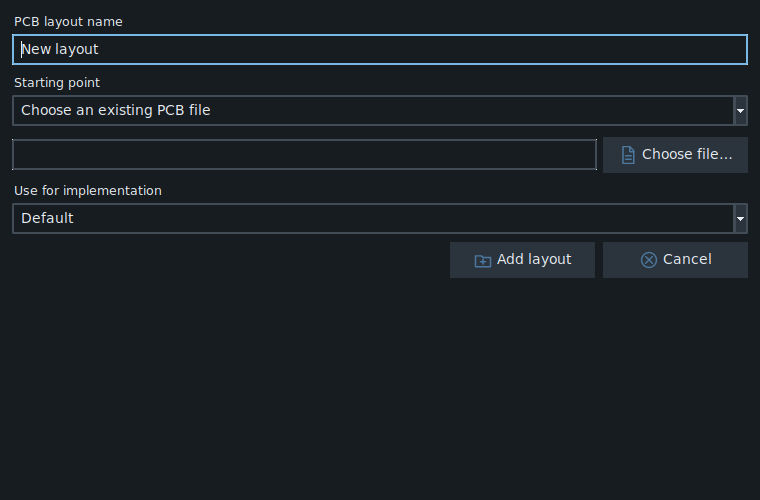 PCB layout name
New layout
Starting point
Choose an existing PCB file
Choose file...
Use for implementation
Default
Add layout
Cancel